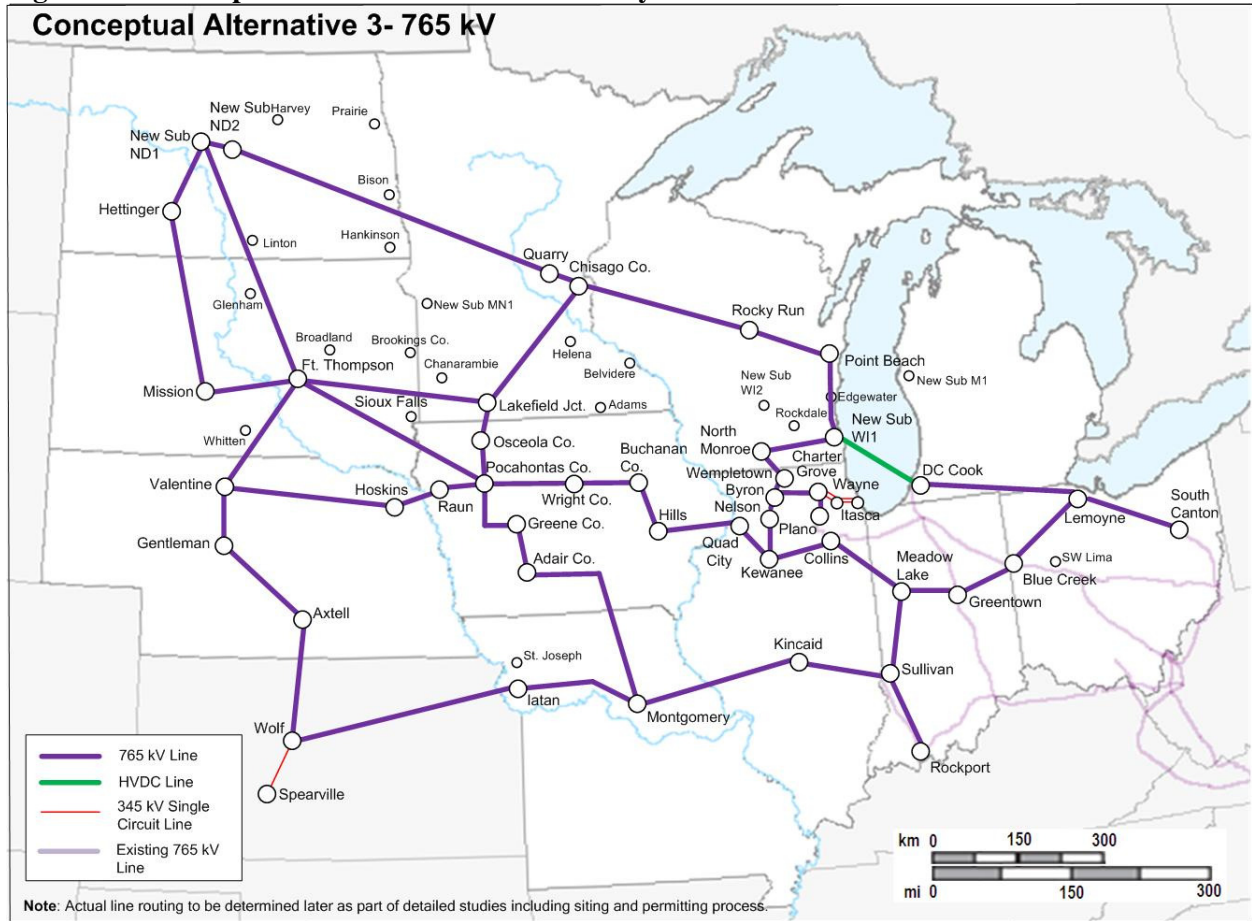 Conceptual Alternative 3- 765 kV
New Sub
ND2
Harvey
Prairie
New Sub
ND1
Bison
Hettinger
Linton
Hankinson
Quarry
Chisago Co.
Glenham
New Sub MN1
Rocky Run
Broadland
Brookings Co.
Helena
Ft. Thompson
Chanarambie
Belvidere
Point Beach
New Sub M1
Mission
Sioux Falls
Lakefield Jct.
Adams
New Sub
WI2
Edgewater
Whitten
Rockdale
New Sub
WI1
Osceola Co.
North
Monroe
Buchanan
Co.
Charter
Grove
Valentine
Hoskins
Raun
Pocahontas Co.
Wright Co.
Wempletown
Byron
Wayne
DC Cook
South
Canton
Lemoyne
Greene Co.
Hills
Nelson
Plano
Itasca
Gentleman
Quad
City
Adair Co.
Kewanee
Collins
Meadow
Lake
SW Lima
Blue Creek
Greentown
Axtell
St. Joseph
Kincaid
Sullivan
Iatan
Montgomery
Wolf
Rockport
Spearville
765 kV Line
HVDC Line
345 kV Single
Circuit Line
Existing 765 kV
Line
km 0 150 300
mi 0 150 300
Note: Actual line routing to be determined later as part of detailed studies including siting and permitting process.